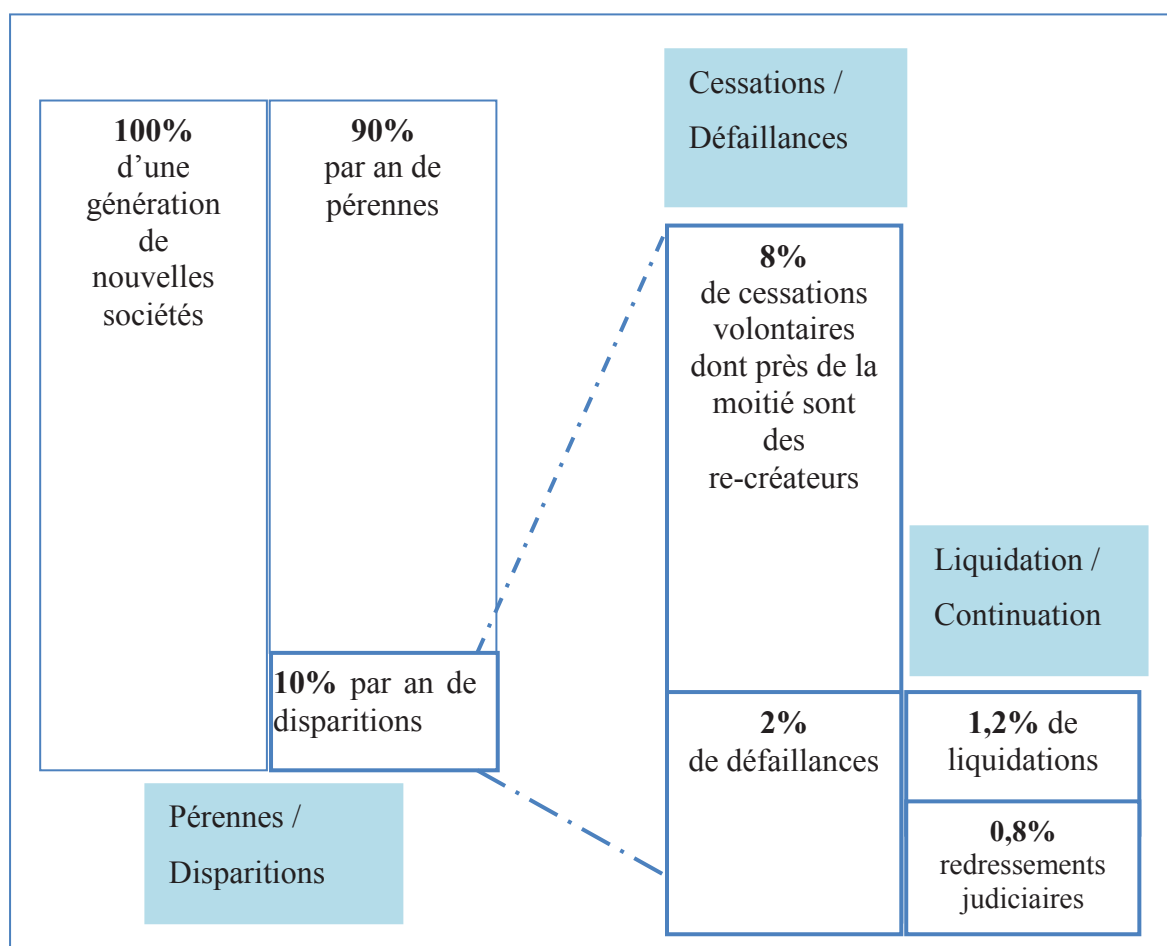 100%
d’une
génération
de
nouvelles
sociétés
90%
par an de
pérennes
10% par an de
disparitions
Pérennes /
Disparitions
Cessations /
Défaillances
8%
de cessations
volontaires
dont près de la
moitié sont
des
re-créateurs
2%
de défaillances
Liquidation /
Continuation
1,2% de
liquidations
0,8%
redressements
judiciaires